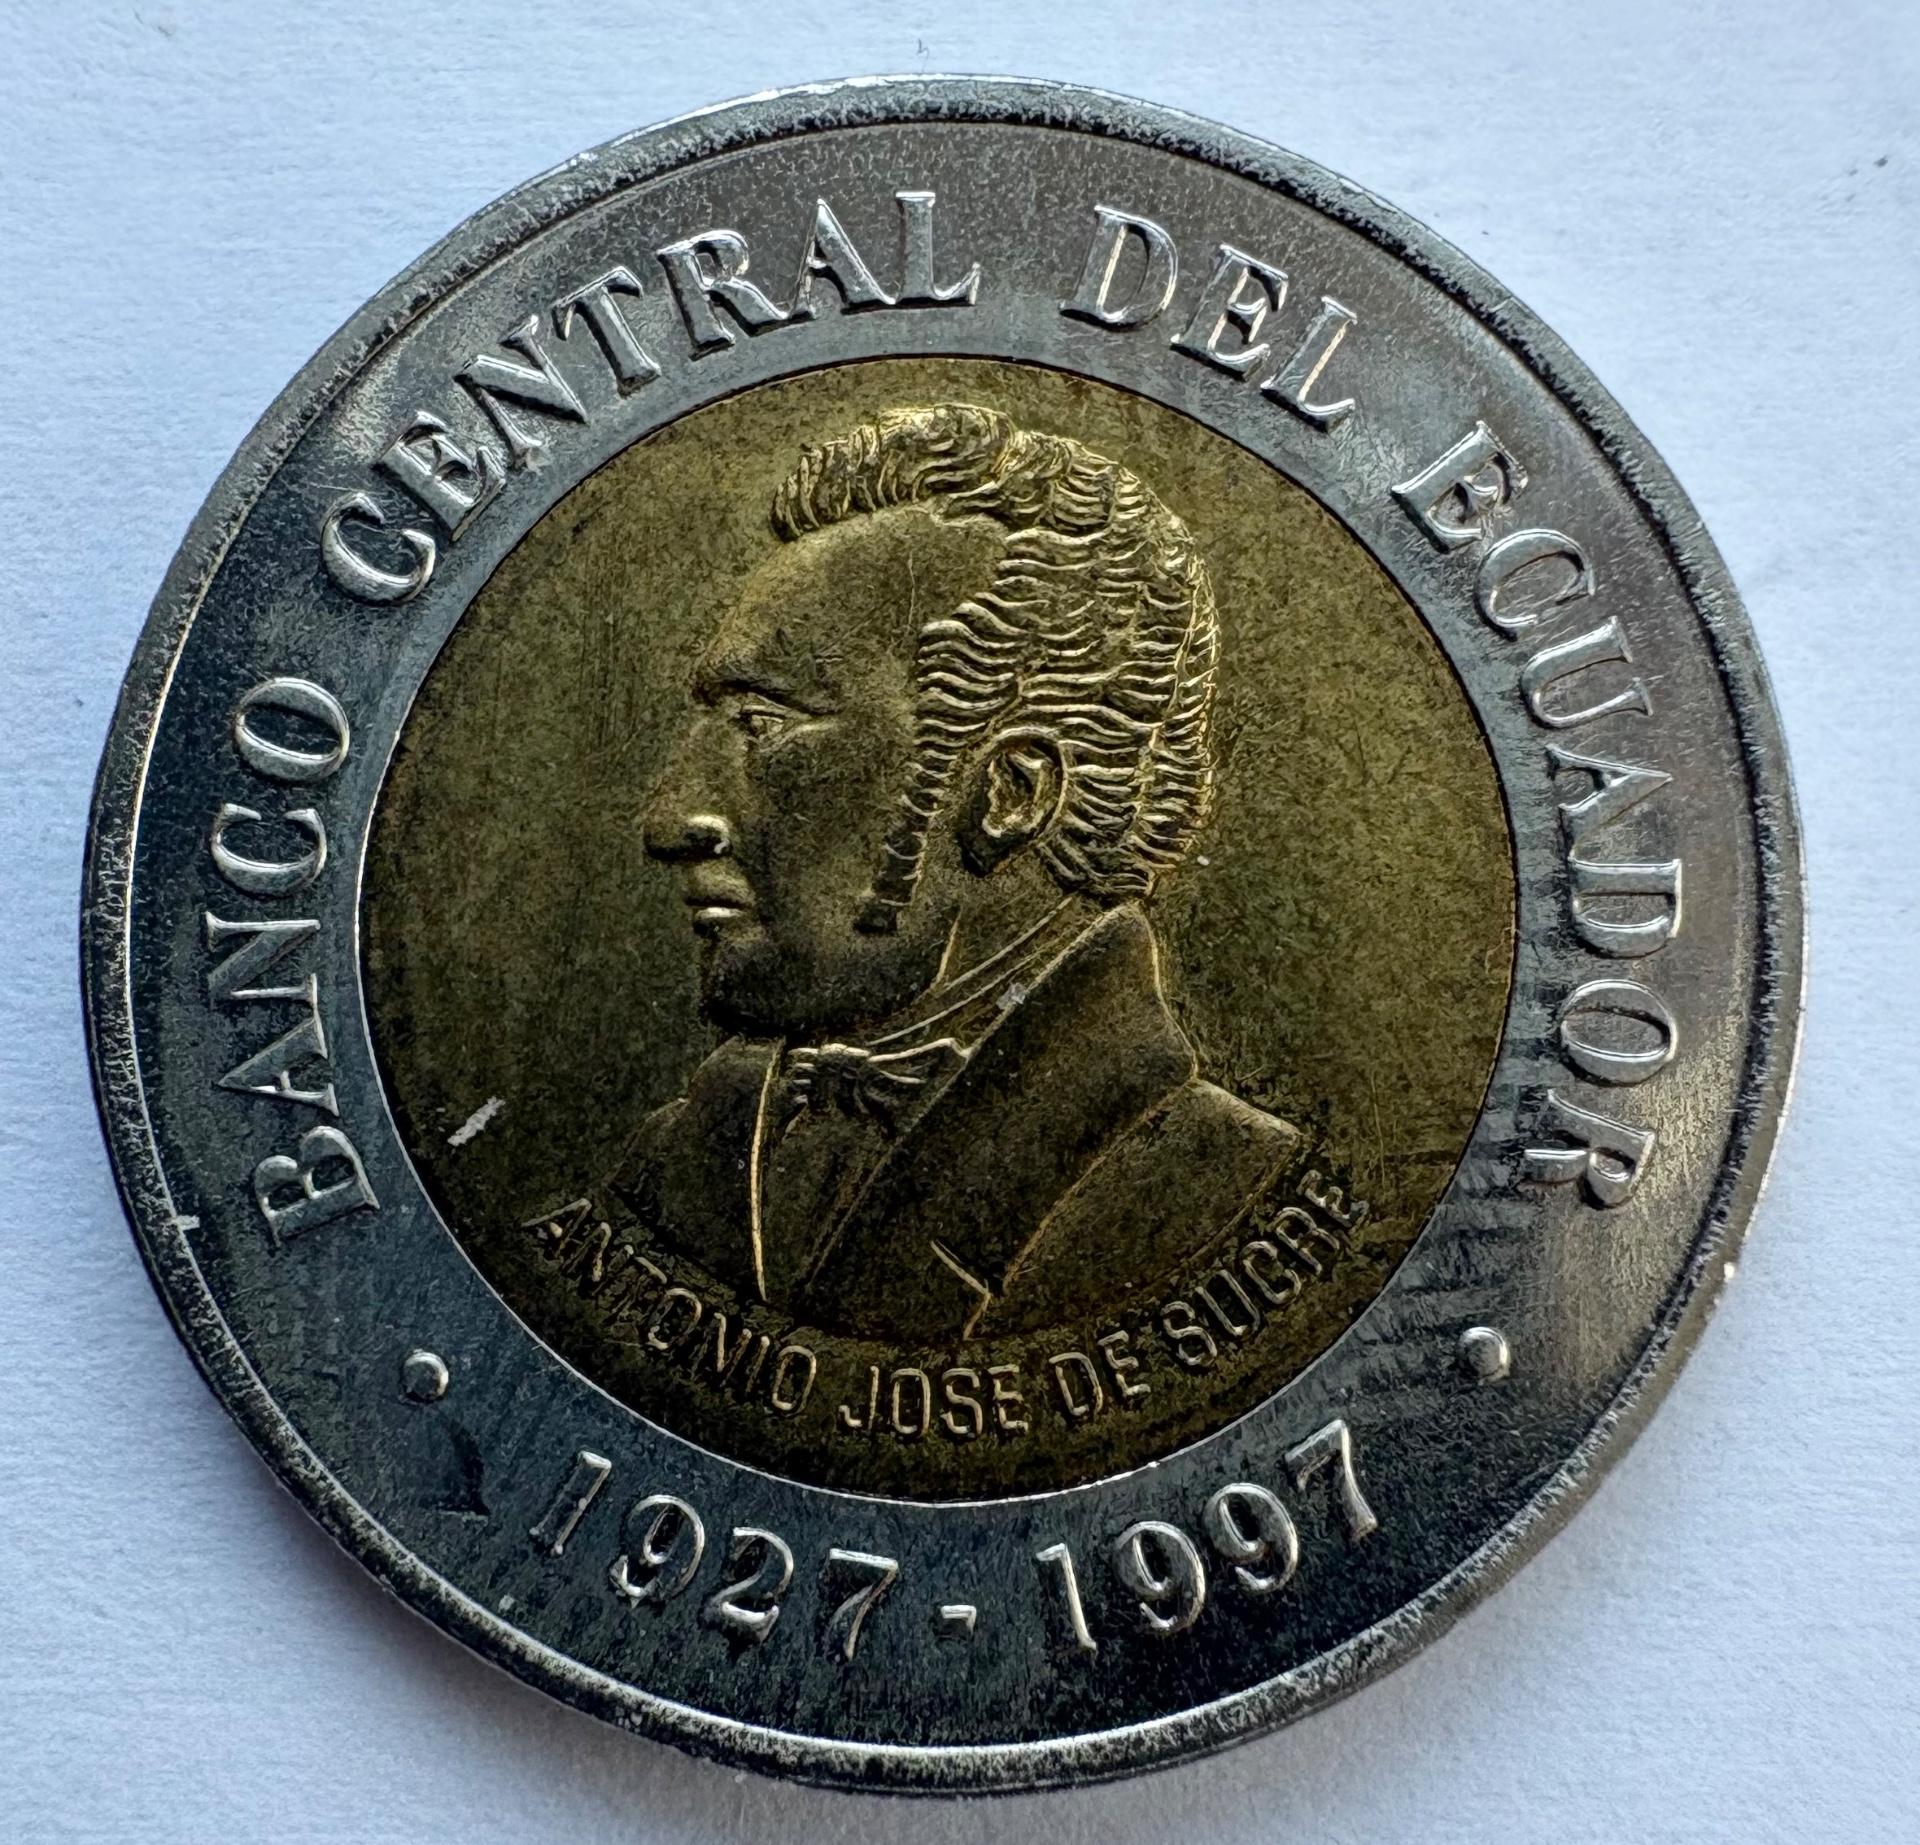 BANCO CENTRAL DEL ECUADOR
ANTONIO JOSE DE SUCRE
1927-1997